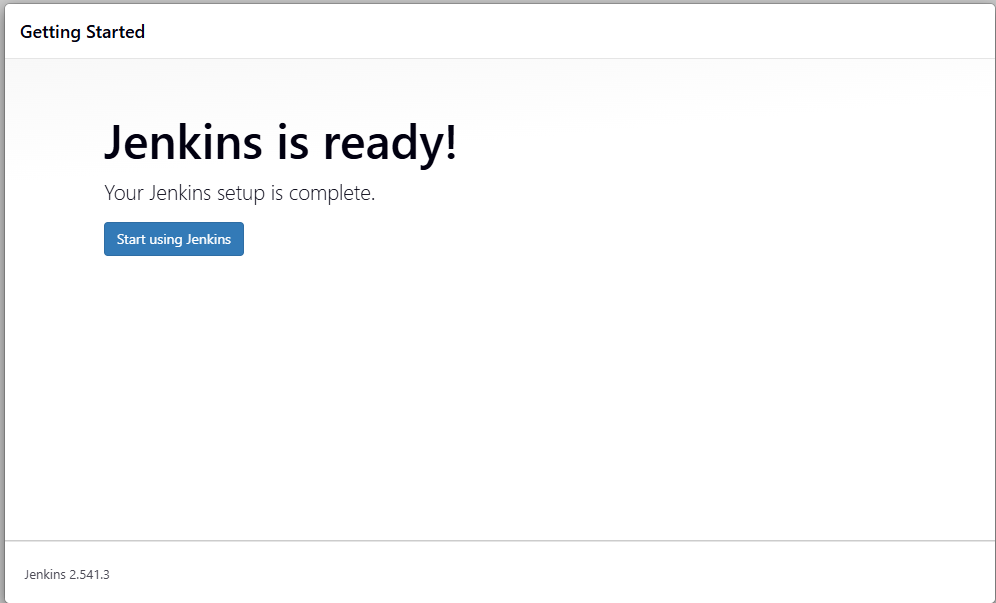 Getting Started
Jenkins is ready!
Your Jenkins setup is complete.
Start using Jenkins
Jenkins 2.541.3